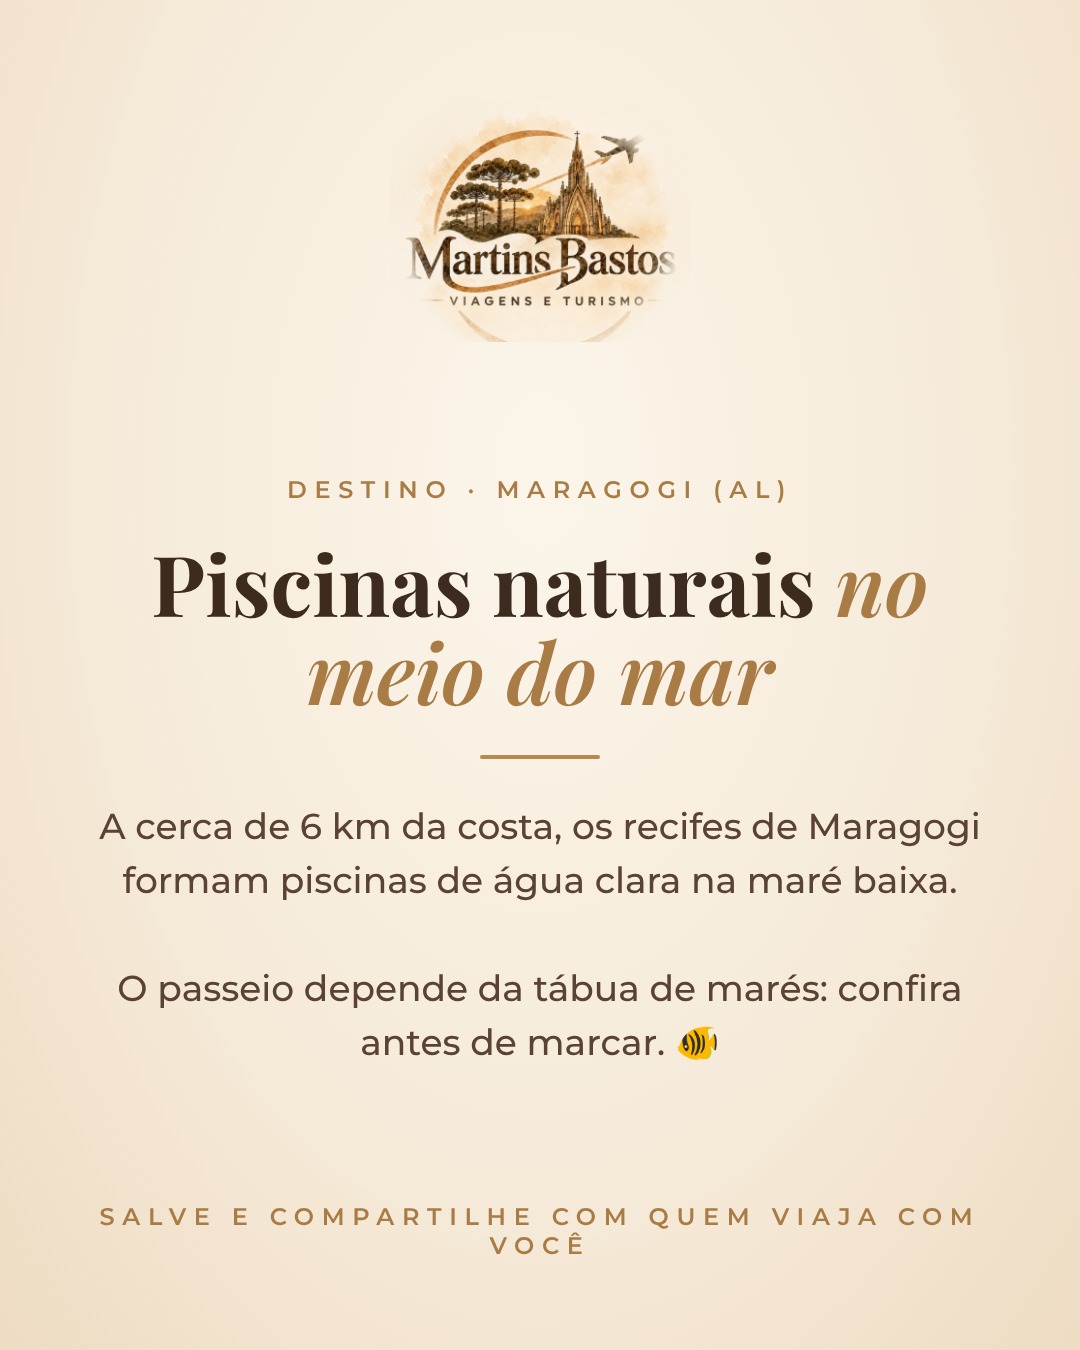 Martins Bastos
VIAGENS E TURISMO
DESTINO · MARAGOGI (AL)
Piscinas naturais no
meio do mar
A cerca de 6 km da costa, os recifes de Maragogi
formam piscinas de água clara na maré baixa.
O passeio depende da tábua de marés: confira
antes de marcar. 🐠
SALVE E COMPARTILHE COM QUEM VIAJA COM
VOCÊ